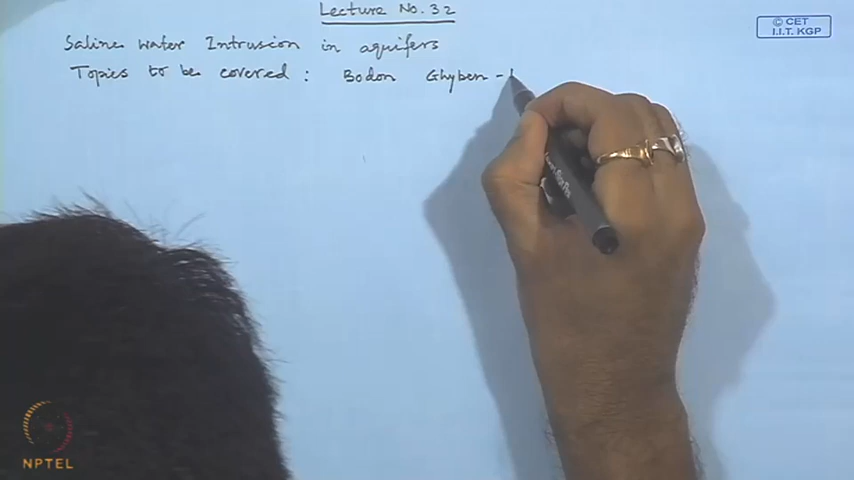 Lecture No. 32
© CET
I.I.T. KGP
Saline water Intrusion in aquifers
Topics to be covered : Bodon Ghyben -
NPTEL